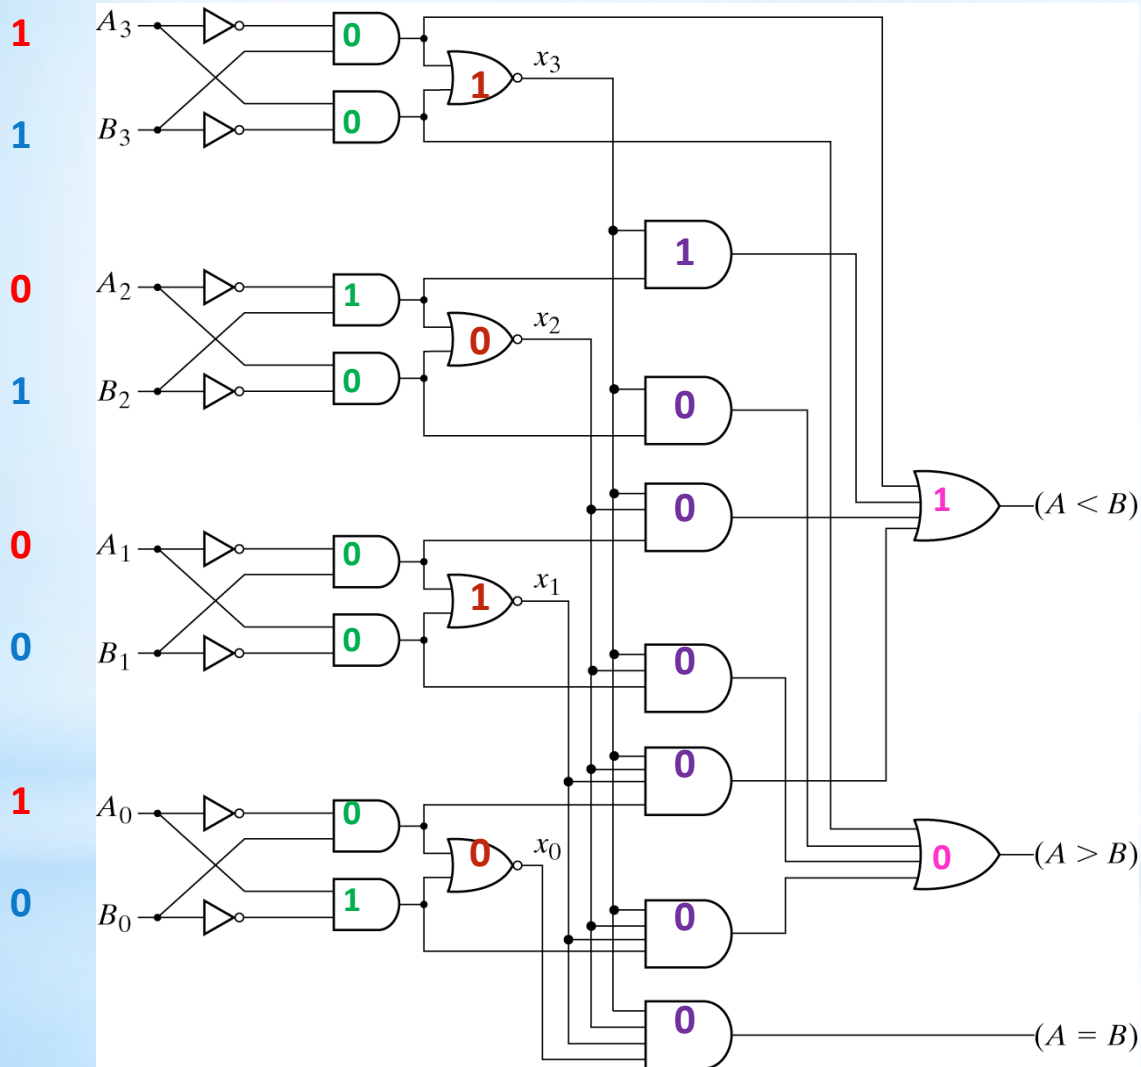 1 A₃ 0
x₃
1
1 B₃ 0
1
0 A₂ 1
x₂
0
1 B₂ 0
0
0
1 (A < B)
0 A₁ 0
x₁
1
0 B₁ 0
0
0
1 A₀ 0
x₀
0
0 (A > B)
0 B₀ 1
0
0
(A = B)